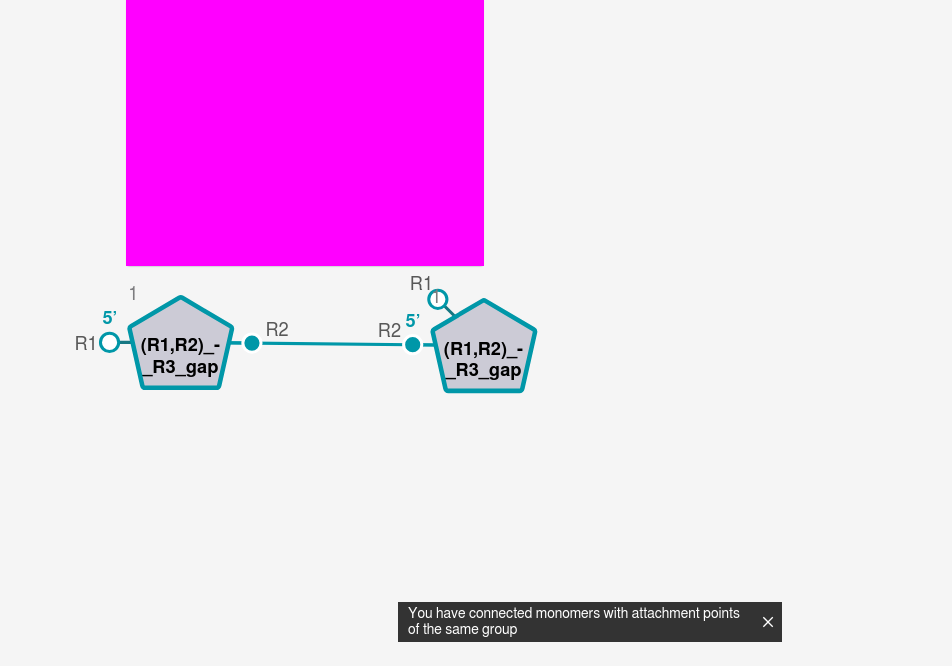 1
R1
1
5’
5’
R1
R2
R2
(R1,R2)_-
_R3_gap
(R1,R2)_-
_R3_gap
You have connected monomers with attachment points
of the same group